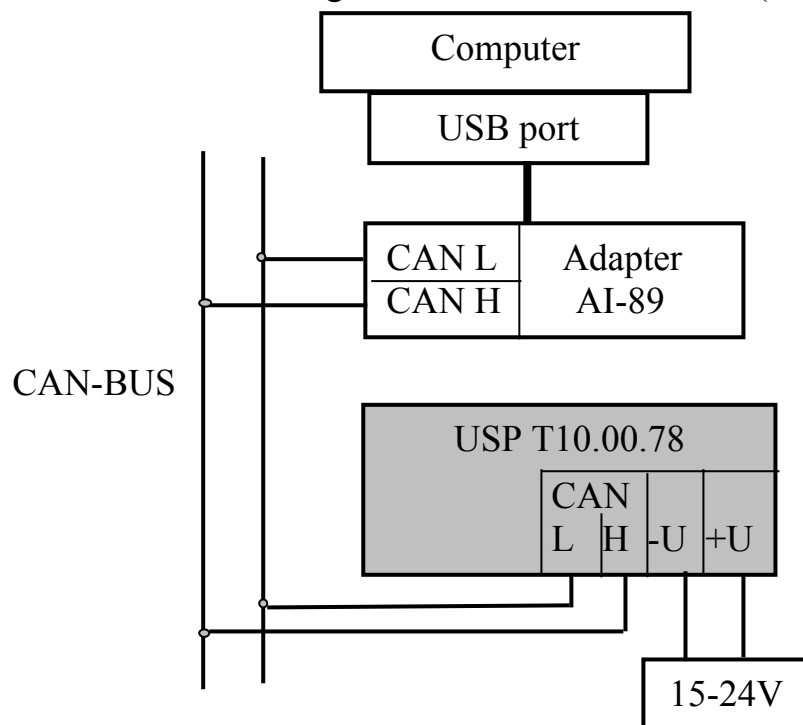 Computer
USB port
CAN L
Adapter
CAN H
AI-89
CAN-BUS
USP T10.00.78
CAN
L H -U +U
15-24V